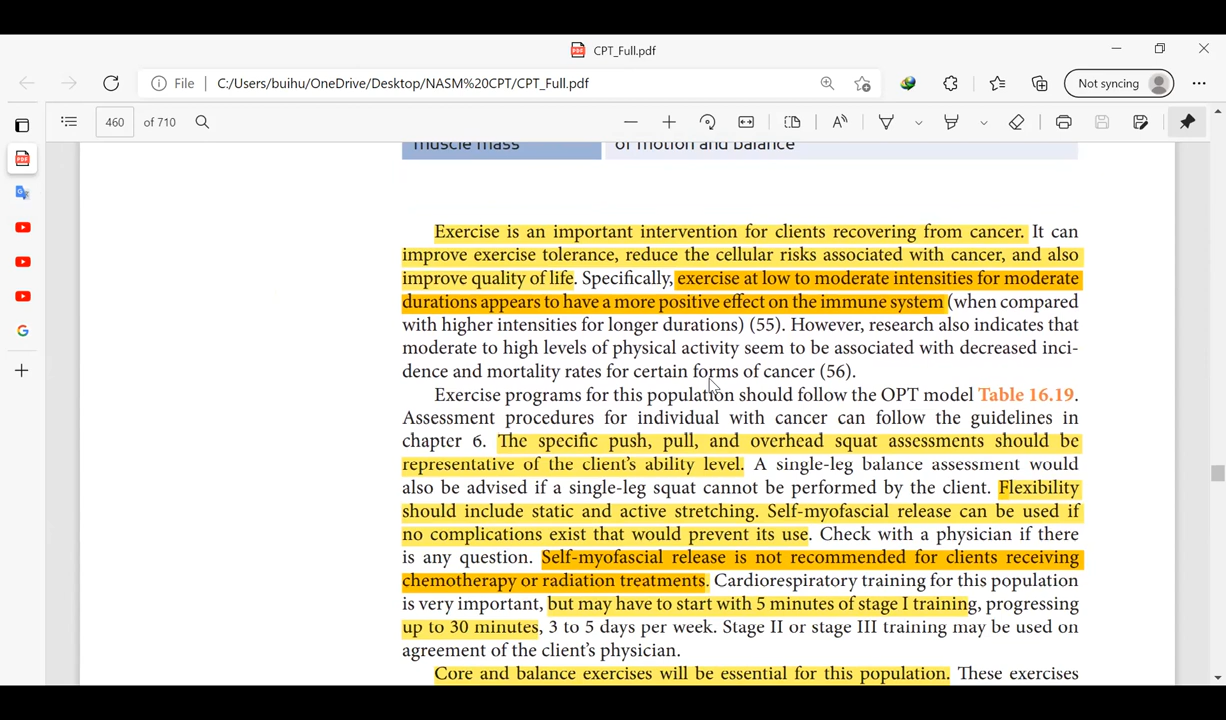 CPT_Full.pdf
File C:/Users/buihu/OneDrive/Desktop/NASM%20CPT/CPT_Full.pdf
Not syncing
460 of 710
muscle mass
of motion and balance
Exercise is an important intervention for clients recovering from cancer. It can
improve exercise tolerance, reduce the cellular risks associated with cancer, and also
improve quality of life. Specifically, exercise at low to moderate intensities for moderate
durations appears to have a more positive effect on the immune system (when compared
with higher intensities for longer durations) (55). However, research also indicates that
moderate to high levels of physical activity seem to be associated with decreased inci-
dence and mortality rates for certain forms of cancer (56).
Exercise programs for this population should follow the OPT model Table 16.19.
Assessment procedures for individual with cancer can follow the guidelines in
chapter 6. The specific push, pull, and overhead squat assessments should be
representative of the client's ability level. A single-leg balance assessment would
also be advised if a single-leg squat cannot be performed by the client. Flexibility
should include static and active stretching. Self-myofascial release can be used if
no complications exist that would prevent its use. Check with a physician if there
is any question. Self-myofascial release is not recommended for clients receiving
chemotherapy or radiation treatments. Cardiorespiratory training for this population
is very important, but may have to start with 5 minutes of stage I training, progressing
up to 30 minutes, 3 to 5 days per week. Stage II or stage III training may be used on
agreement of the client's physician.
Core and balance exercises will be essential for this population. These exercises